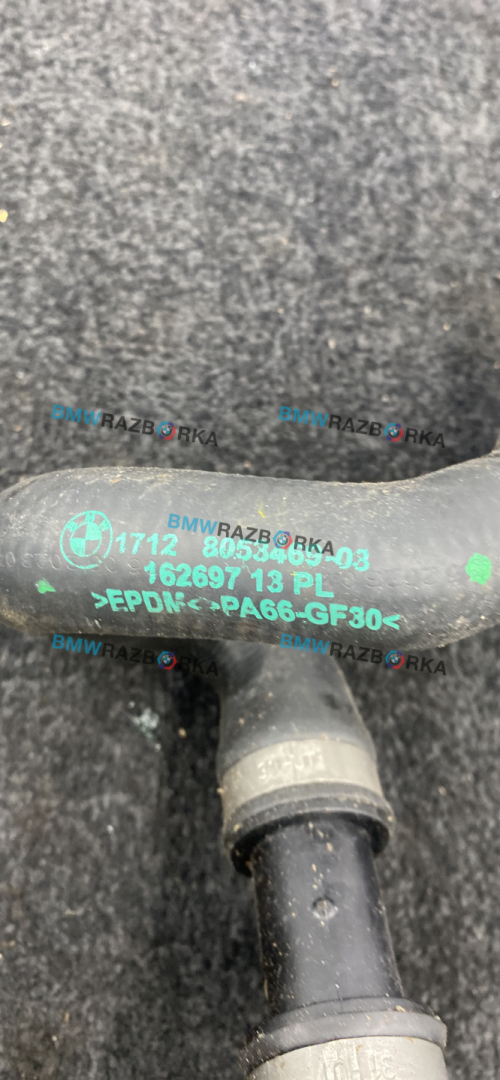 BMWRAZBORKA BMWRAZBORKA
BMWRAZBORKA
1712 8053469-03
162697 13 PL
>EPDM< >PA66-GF30<
BMWRAZBORKA BMWRAZBORKA